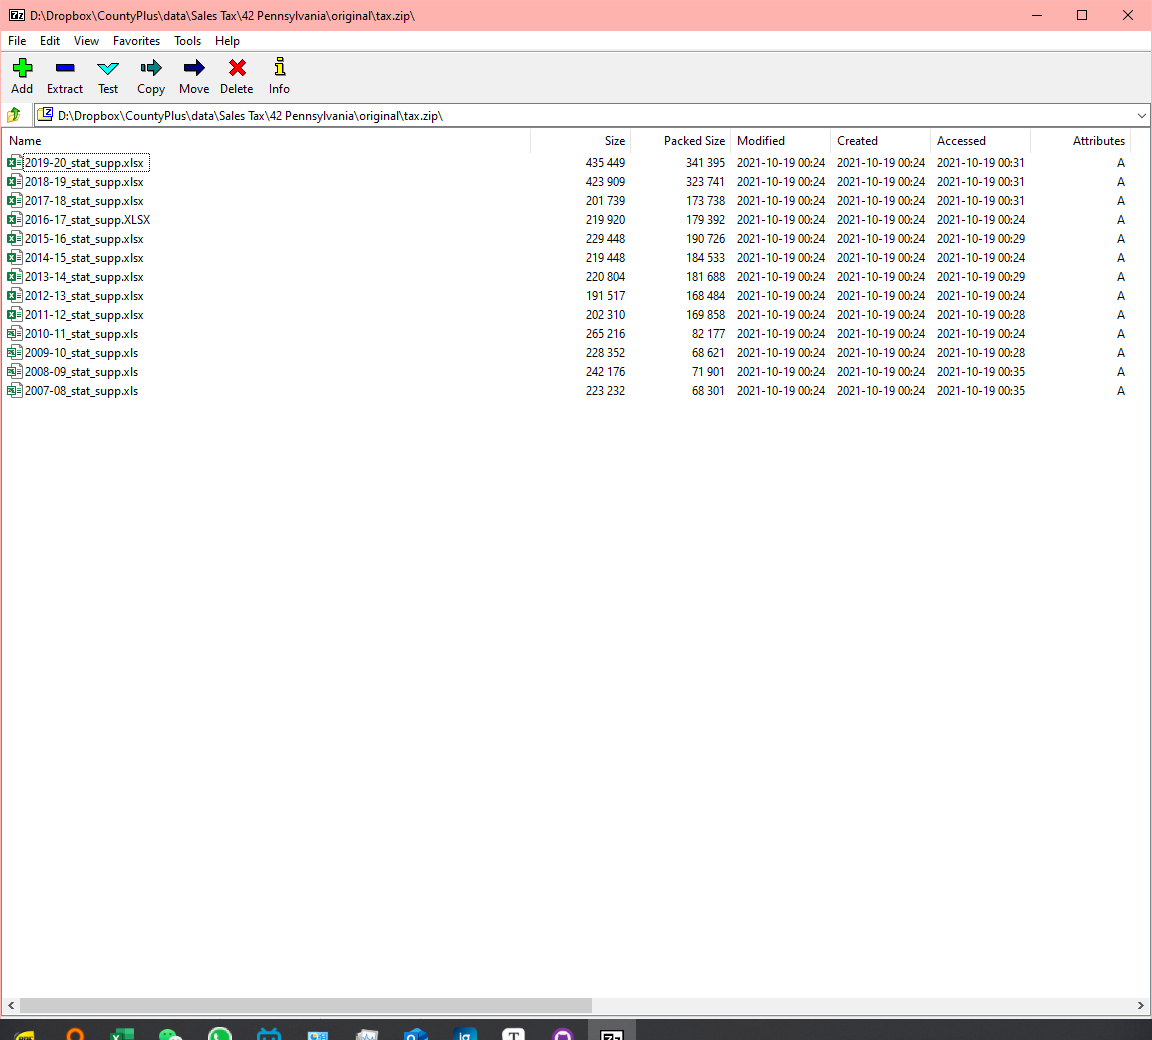 D:\Dropbox\CountyPlus\data\Sales Tax\42 Pennsylvania\original\tax.zip\
File Edit View Favorites Tools Help
Add Extract Test Copy Move Delete Info
D:\Dropbox\CountyPlus\data\Sales Tax\42 Pennsylvania\original\tax.zip\
Name Size Packed Size Modified Created Accessed Attributes
2019-20_stat_supp.xlsx 435 449 341 395 2021-10-19 00:24 2021-10-19 00:24 2021-10-19 00:31 A
2018-19_stat_supp.xlsx 423 909 323 741 2021-10-19 00:24 2021-10-19 00:24 2021-10-19 00:31 A
2017-18_stat_supp.xlsx 201 739 173 738 2021-10-19 00:24 2021-10-19 00:24 2021-10-19 00:31 A
2016-17_stat_supp.XLSX 219 920 179 392 2021-10-19 00:24 2021-10-19 00:24 2021-10-19 00:24 A
2015-16_stat_supp.xlsx 229 448 190 726 2021-10-19 00:24 2021-10-19 00:24 2021-10-19 00:29 A
2014-15_stat_supp.xlsx 219 448 184 533 2021-10-19 00:24 2021-10-19 00:24 2021-10-19 00:24 A
2013-14_stat_supp.xlsx 220 804 181 688 2021-10-19 00:24 2021-10-19 00:24 2021-10-19 00:29 A
2012-13_stat_supp.xlsx 191 517 168 484 2021-10-19 00:24 2021-10-19 00:24 2021-10-19 00:24 A
2011-12_stat_supp.xlsx 202 310 169 858 2021-10-19 00:24 2021-10-19 00:24 2021-10-19 00:28 A
2010-11_stat_supp.xls 265 216 82 177 2021-10-19 00:24 2021-10-19 00:24 2021-10-19 00:24 A
2009-10_stat_supp.xls 228 352 68 621 2021-10-19 00:24 2021-10-19 00:24 2021-10-19 00:28 A
2008-09_stat_supp.xls 242 176 71 901 2021-10-19 00:24 2021-10-19 00:24 2021-10-19 00:35 A
2007-08_stat_supp.xls 223 232 68 301 2021-10-19 00:24 2021-10-19 00:24 2021-10-19 00:35 A